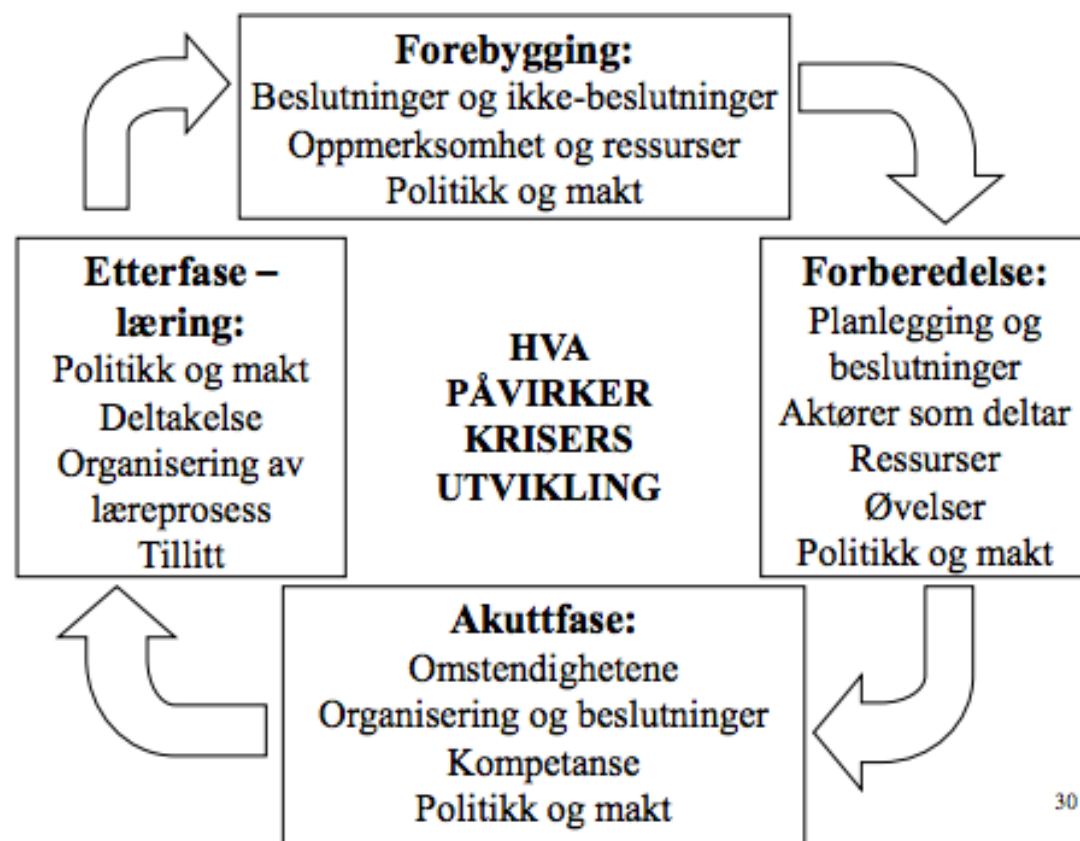 Forebygging:
Beslutninger og ikke-beslutninger
Oppmerksomhet og ressurser
Politikk og makt
Etterfase –
læring:
Politikk og makt
Deltakelse
Organisering av
læreprosess
Tillitt
HVA
PÅVIRKER
KRISERS
UTVIKLING
Forberedelse:
Planlegging og
beslutninger
Aktører som deltar
Ressurser
Øvelser
Politikk og makt
Akuttfase:
Omstendighetene
Organisering og beslutninger
Kompetanse
Politikk og makt
30